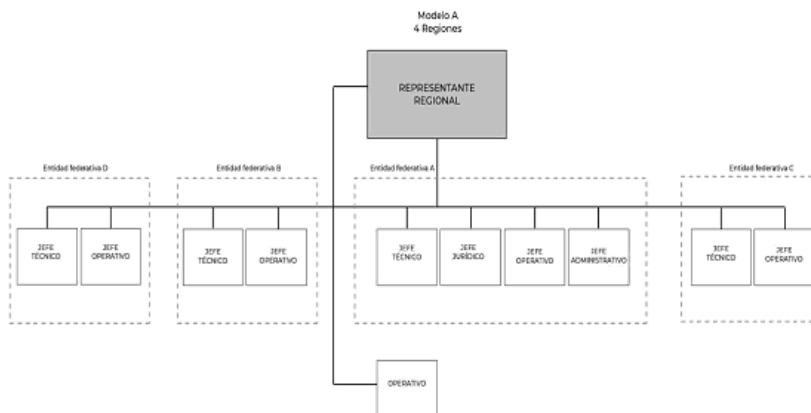 Modelo A
4 Regiones
REPRESENTANTE
REGIONAL
Entidad federativa D
Entidad federativa B
Entidad federativa A
Entidad federativa C
JEFE
TÉCNICO
JEFE
OPERATIVO
JEFE
TÉCNICO
JEFE
OPERATIVO
JEFE
TÉCNICO
JEFE
JURÍDICO
JEFE
OPERATIVO
JEFE
ADMINISTRATIVO
JEFE
TÉCNICO
JEFE
OPERATIVO
OPERATIVO